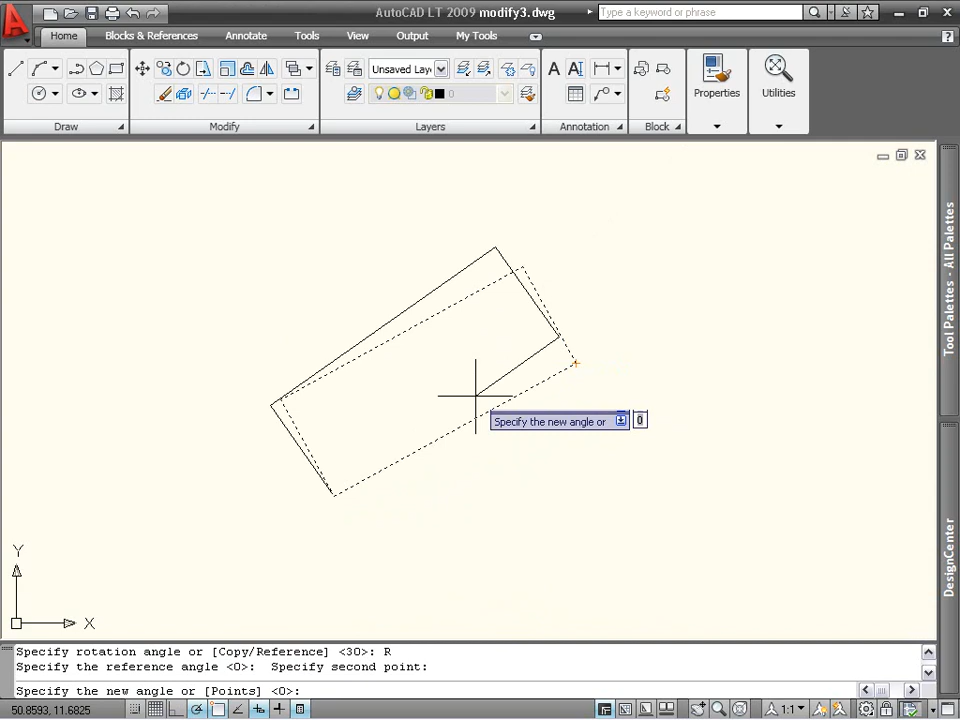 AutoCAD LT 2009 modify3.dwg
Type a keyword or phrase
Home
Blocks & References
Annotate
Tools
View
Output
My Tools
Unsaved Lay
0
Properties
Utilities
Draw
Modify
Layers
Annotation
Block
Tool Palettes - All Palettes
DesignCenter
Specify the new angle or
0
Y
X
Specify rotation angle or [Copy/Reference] <30>: R
Specify the reference angle <0>: Specify second point:
Specify the new angle or [Points] <0>:
50.8593, 11.6825
1:1